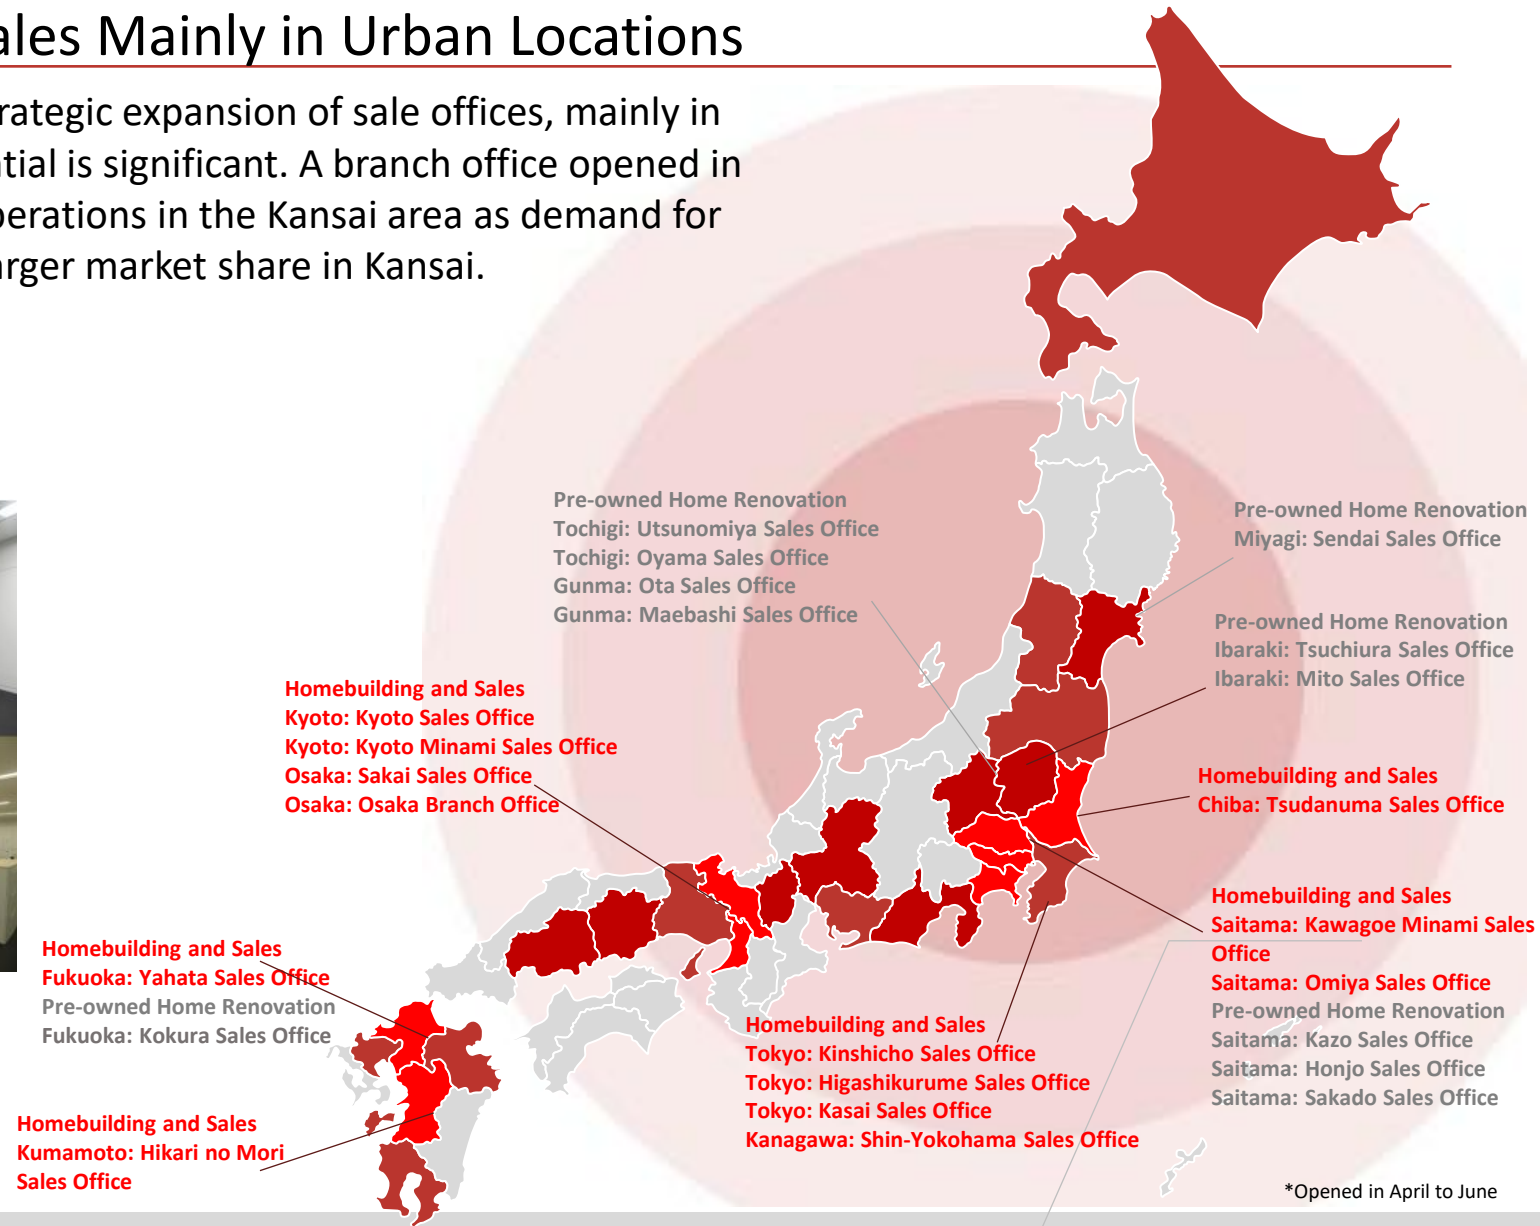 ales Mainly in Urban Locations
rategic expansion of sale offices, mainly in
tial is significant. A branch office opened in
perations in the Kansai area as demand for
arger market share in Kansai.
Pre-owned Home Renovation
Tochigi: Utsunomiya Sales Office
Tochigi: Oyama Sales Office
Gunma: Ota Sales Office
Gunma: Maebashi Sales Office
Pre-owned Home Renovation
Miyagi: Sendai Sales Office
Pre-owned Home Renovation
Ibaraki: Tsuchiura Sales Office
Ibaraki: Mito Sales Office
Homebuilding and Sales
Kyoto: Kyoto Sales Office
Kyoto: Kyoto Minami Sales Office
Osaka: Sakai Sales Office
Osaka: Osaka Branch Office
Homebuilding and Sales
Chiba: Tsudanuma Sales Office
Homebuilding and Sales
Saitama: Kawagoe Minami Sales
Office
Saitama: Omiya Sales Office
Pre-owned Home Renovation
Saitama: Kazo Sales Office
Saitama: Honjo Sales Office
Saitama: Sakado Sales Office
Homebuilding and Sales
Fukuoka: Yahata Sales Office
Pre-owned Home Renovation
Fukuoka: Kokura Sales Office
Homebuilding and Sales
Tokyo: Kinshicho Sales Office
Tokyo: Higashikurume Sales Office
Tokyo: Kasai Sales Office
Kanagawa: Shin-Yokohama Sales Office
Homebuilding and Sales
Kumamoto: Hikari no Mori
Sales Office
*Opened in April to June